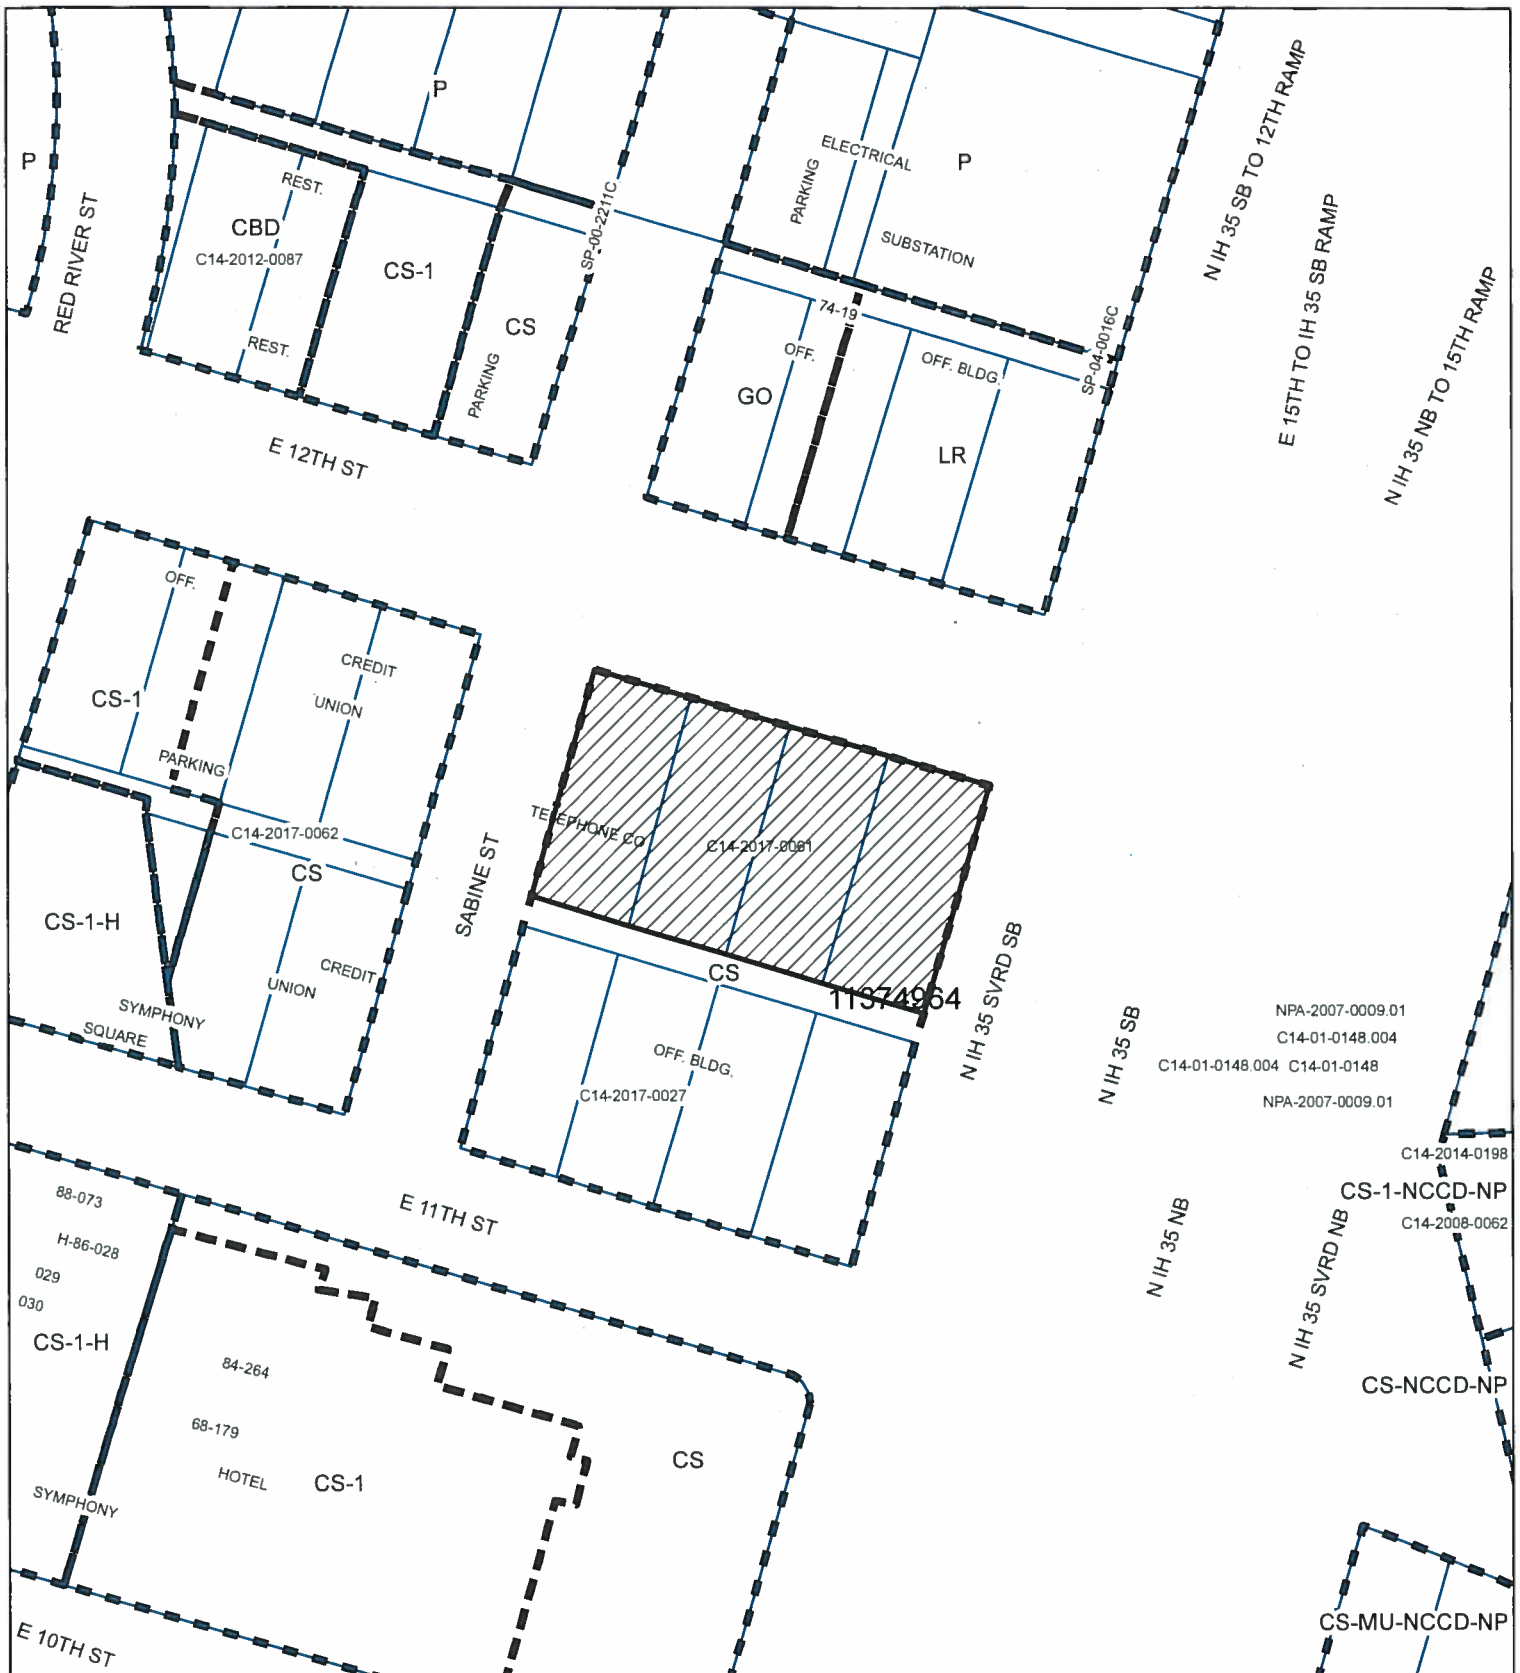 P
P
RED RIVER ST
REST.
CBD
C14-2012-0087
REST.
CS-1
CS
PARKING
SP-00-2211C
E 12TH ST
PARKING
ELECTRICAL
P
SUBSTATION
74-19
OFF.
GO
OFF. BLDG.
LR
SP-04-0016C
N IH 35 SB TO 12TH RAMP
E 15TH TO IH 35 SB RAMP
N IH 35 NB TO 15TH RAMP
OFF.
CS-1
PARKING
CREDIT
UNION
C14-2017-0062
CS
CS-1-H
CREDIT
UNION
SYMPHONY
SQUARE
SABINE ST
TELEPHONE CO
C14-2017-0061
CS
11374964
OFF. BLDG.
C14-2017-0027
N IH 35 SVRD SB
N IH 35 SB
NPA-2007-0009.01
C14-01-0148.004
C14-01-0148.004
C14-01-0148
NPA-2007-0009.01
C14-2014-0198
CS-1-NCCD-NP
C14-2008-0062
N IH 35 NB
N IH 35 SVRD NB
CS-NCCD-NP
E 11TH ST
88-073
H-86-028
029
030
CS-1-H
84-264
68-179
HOTEL
CS-1
CS
SYMPHONY
E 10TH ST
CS-MU-NCCD-NP